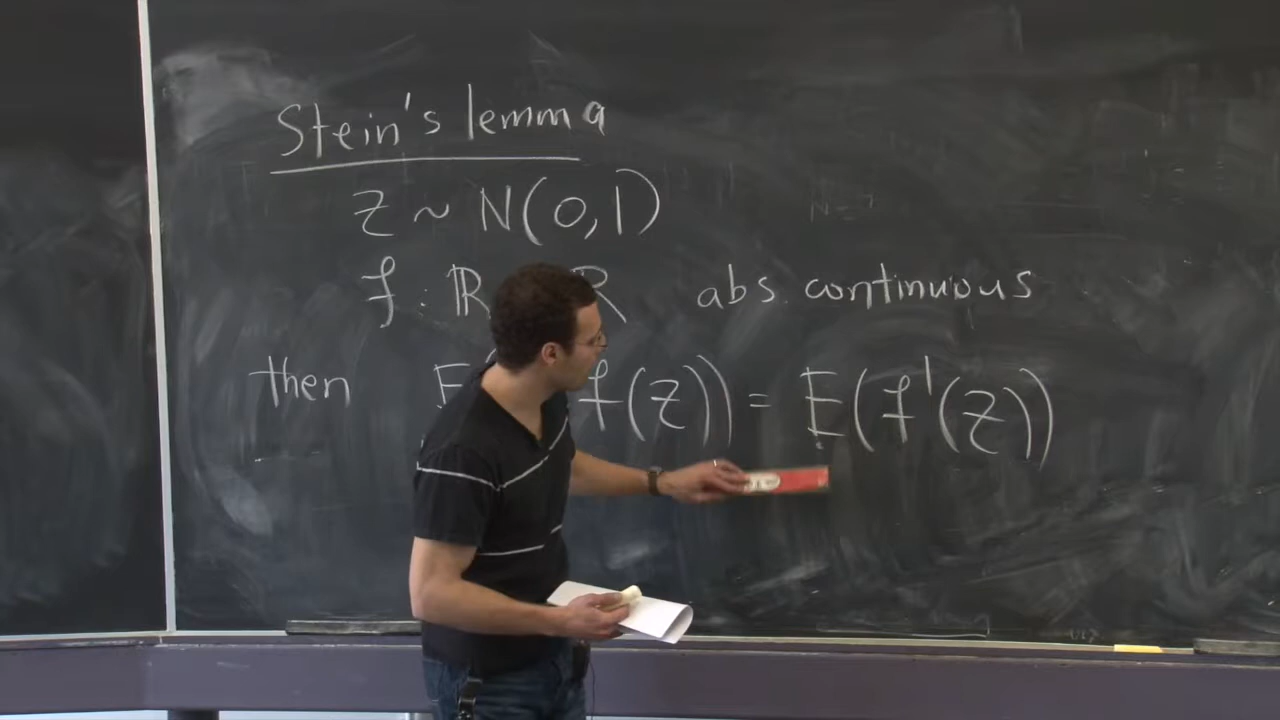 Stein's lemma
Z ~ N(0,1)
f : ℝ ℝ abs. continuous
then E f(Z)) = E(f'(Z))